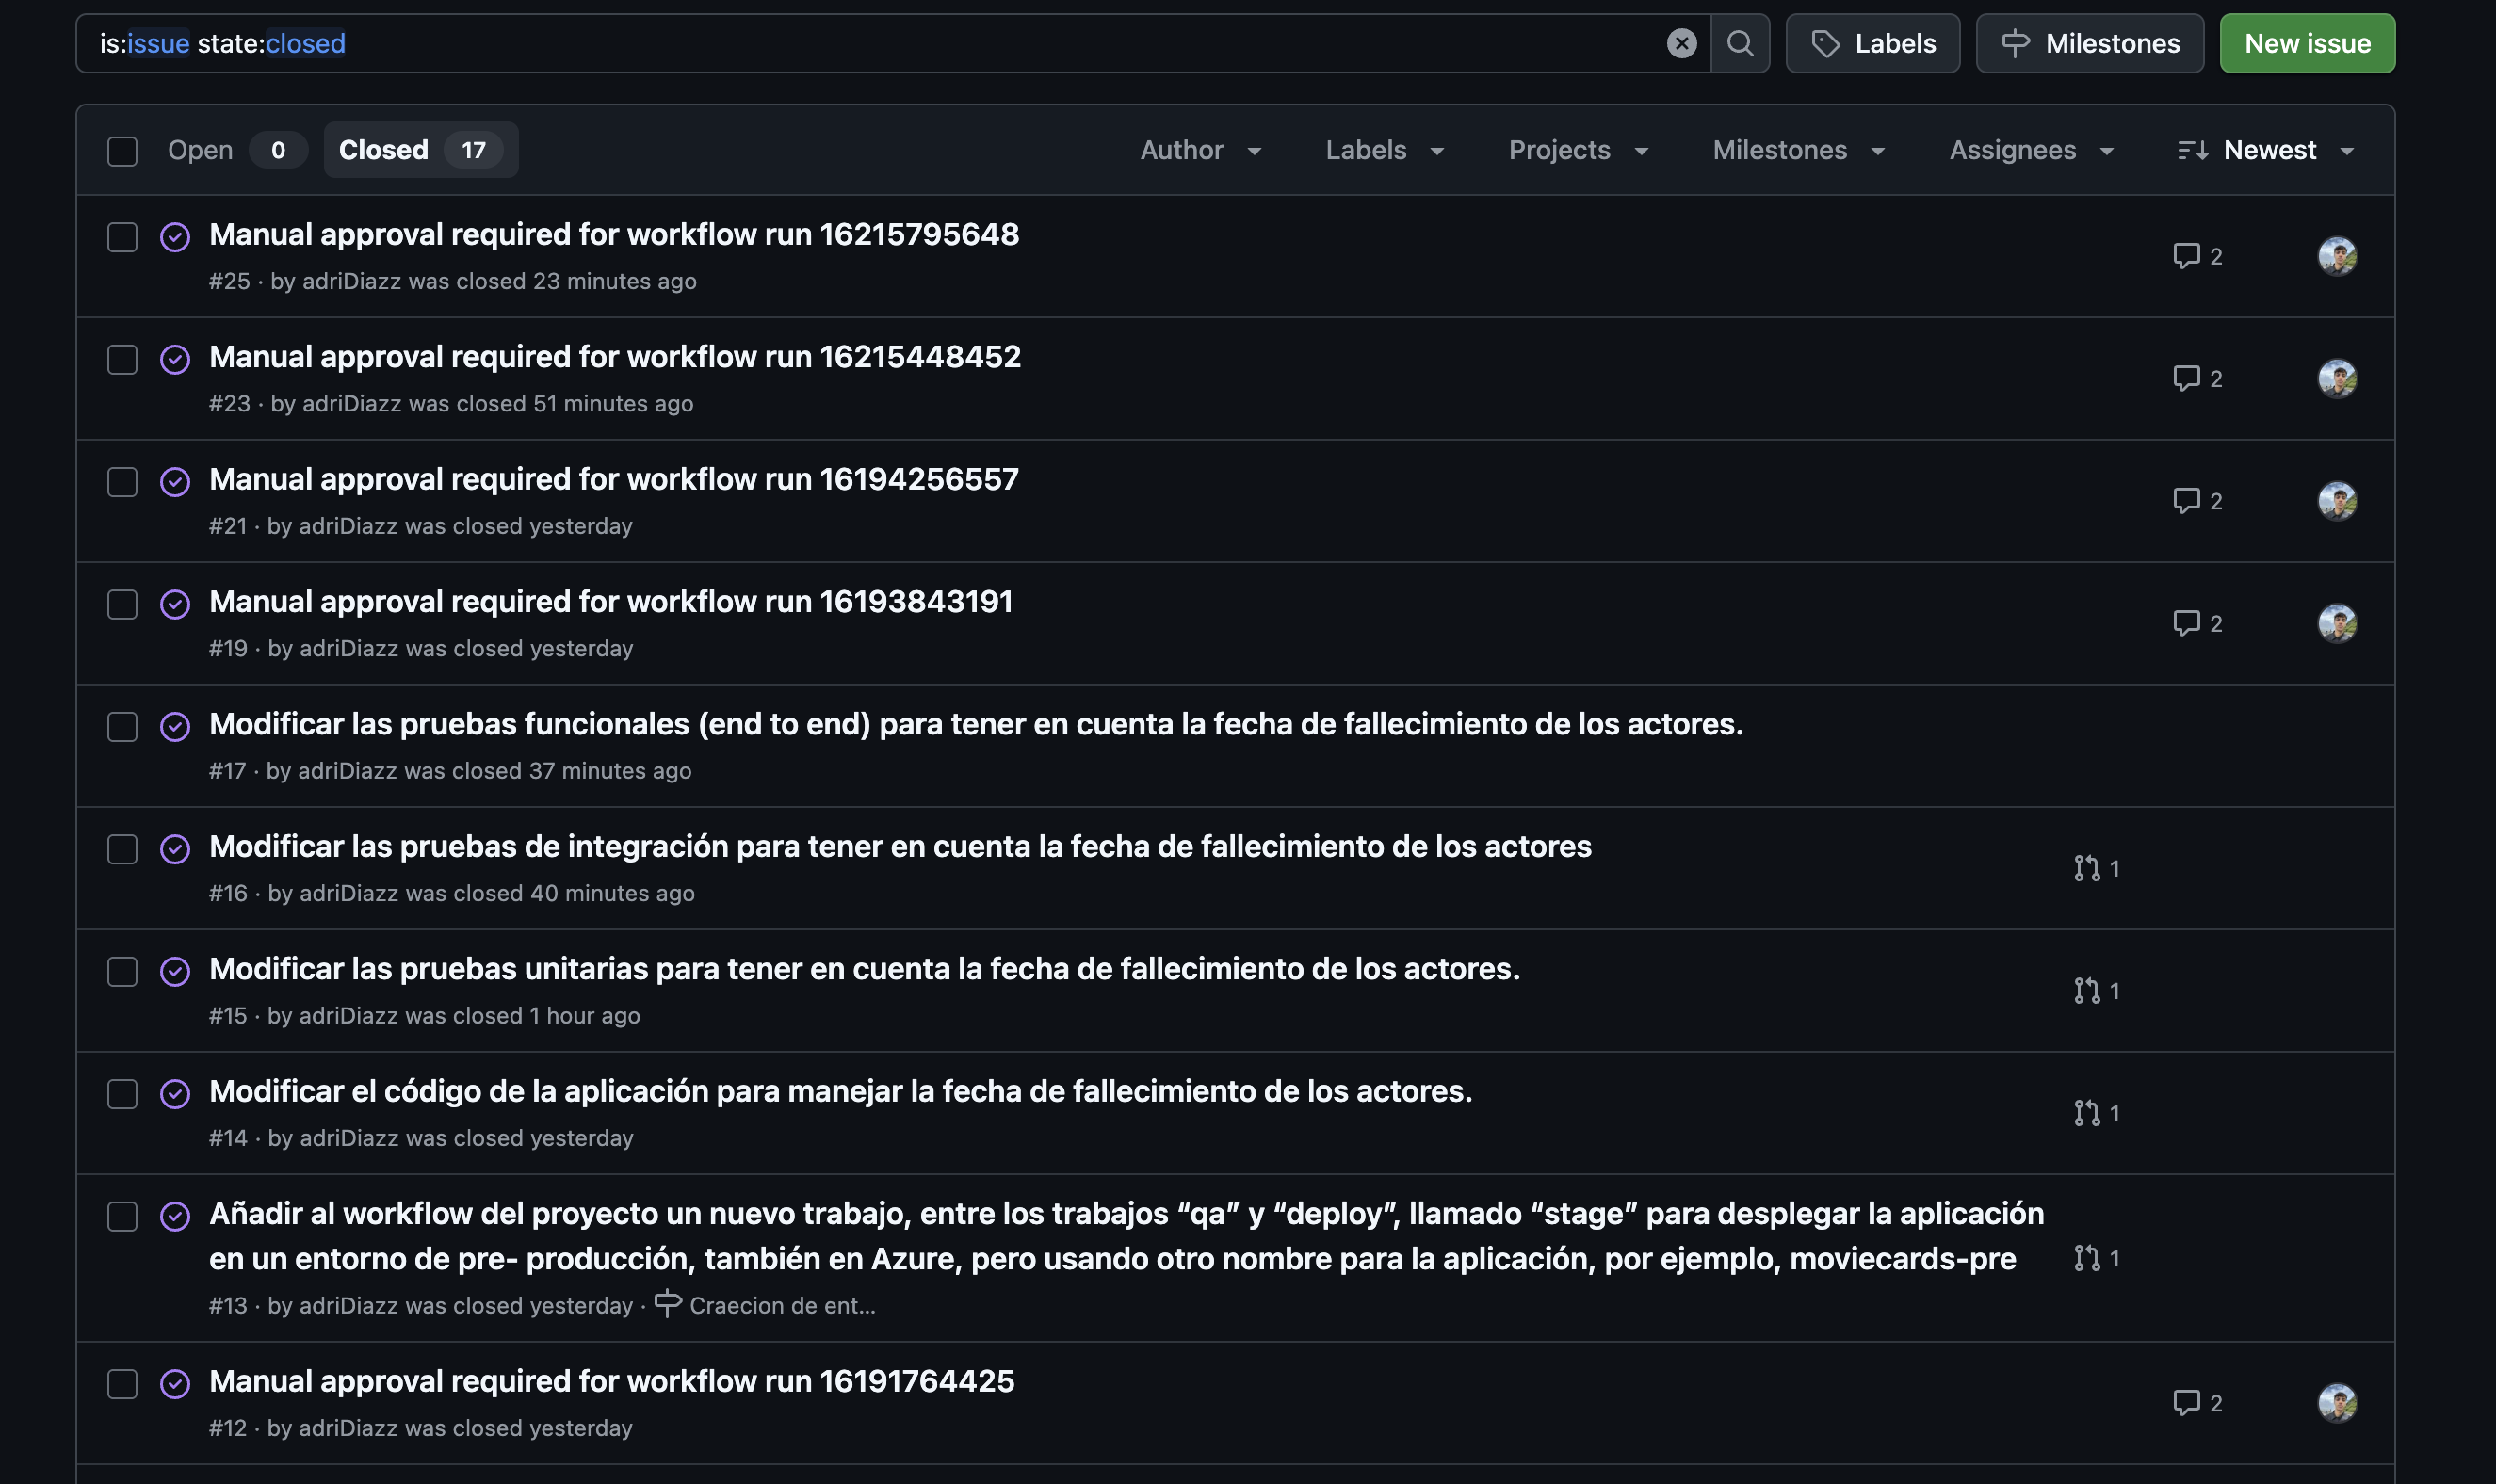 is:issue state:closed
Labels
Milestones
New issue
Open 0
Closed 17
Author
Labels
Projects
Milestones
Assignees
Newest
Manual approval required for workflow run 16215795648
2
#25 · by adriDiazz was closed 23 minutes ago
Manual approval required for workflow run 16215448452
2
#23 · by adriDiazz was closed 51 minutes ago
Manual approval required for workflow run 16194256557
2
#21 · by adriDiazz was closed yesterday
Manual approval required for workflow run 16193843191
2
#19 · by adriDiazz was closed yesterday
Modificar las pruebas funcionales (end to end) para tener en cuenta la fecha de fallecimiento de los actores.
#17 · by adriDiazz was closed 37 minutes ago
Modificar las pruebas de integración para tener en cuenta la fecha de fallecimiento de los actores
1
#16 · by adriDiazz was closed 40 minutes ago
Modificar las pruebas unitarias para tener en cuenta la fecha de fallecimiento de los actores.
1
#15 · by adriDiazz was closed 1 hour ago
Modificar el código de la aplicación para manejar la fecha de fallecimiento de los actores.
1
#14 · by adriDiazz was closed yesterday
Añadir al workflow del proyecto un nuevo trabajo, entre los trabajos “qa” y “deploy”, llamado “stage” para desplegar la aplicación
en un entorno de pre- producción, también en Azure, pero usando otro nombre para la aplicación, por ejemplo, moviecards-pre
1
#13 · by adriDiazz was closed yesterday · Craecion de ent...
Manual approval required for workflow run 16191764425
2
#12 · by adriDiazz was closed yesterday